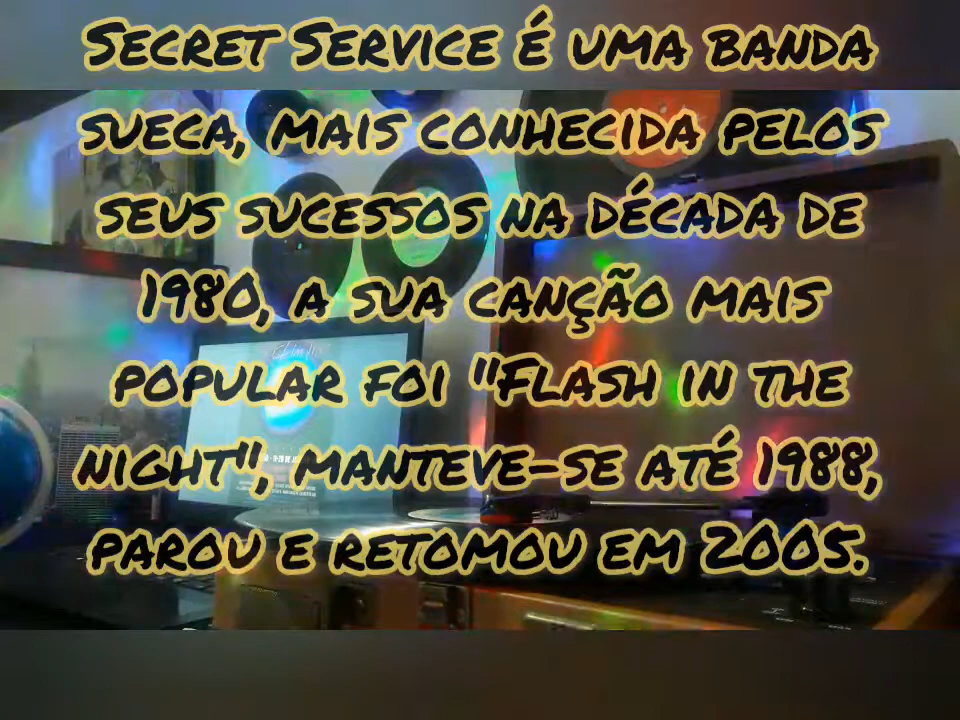 Secret Service é uma banda
sueca, mais conhecida pelos
seus sucessos na década de
1980, a sua canção mais
popular foi "Flash in the
night", manteve-se até 1988,
parou e retomou em 2005.